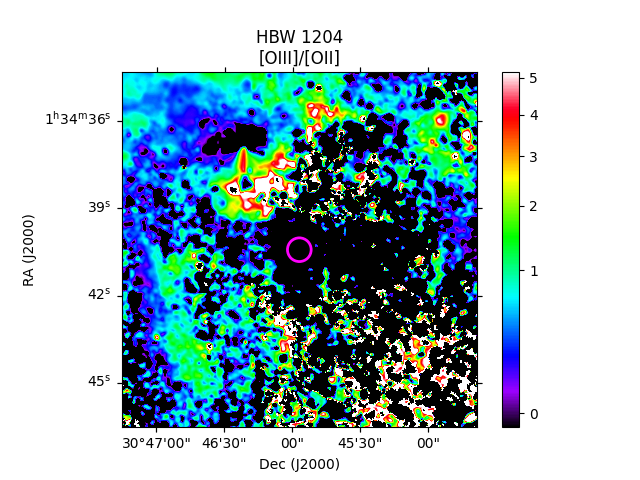 HBW 1204
[OIII]/[OII]
1h34m36s
39s
42s
45s
RA (J2000)
30°47'00" 46'30" 00" 45'30" 00"
Dec (J2000)
5
4
3
2
1
0